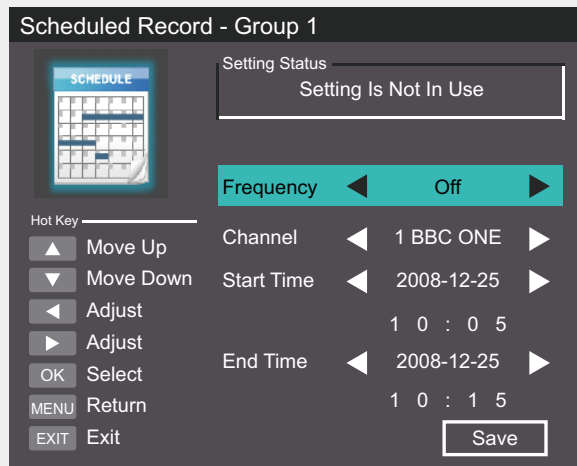 Scheduled Record - Group 1
SCHEDULE
Setting Status
Setting Is Not In Use
Frequency Off
Channel 1 BBC ONE
Start Time 2008-12-25
1 0 : 0 5
End Time 2008-12-25
1 0 : 1 5
Save
Hot Key
Move Up
Move Down
Adjust
Adjust
OK Select
MENU Return
EXIT Exit